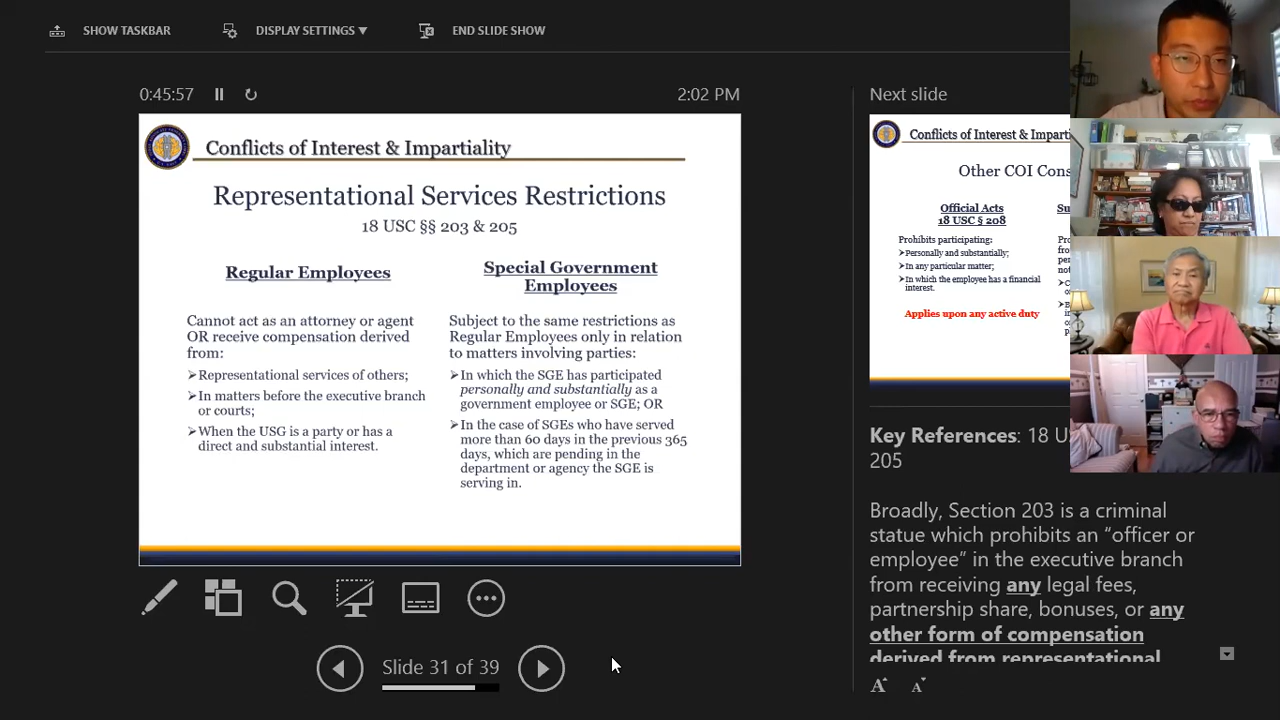 SHOW TASKBAR
DISPLAY SETTINGS ▼
END SLIDE SHOW
0:45:57
2:02 PM
Conflicts of Interest & Impartiality
Representational Services Restrictions
18 USC §§ 203 & 205
Regular Employees
Cannot act as an attorney or agent
OR receive compensation derived
from:
➢Representational services of others;
➢In matters before the executive branch
or courts;
➢When the USG is a party or has a
direct and substantial interest.
Special Government
Employees
Subject to the same restrictions as
Regular Employees only in relation
to matters involving parties:
➢In which the SGE has participated
personally and substantially as a
government employee or SGE; OR
➢In the case of SGEs who have served
more than 60 days in the previous 365
days, which are pending in the
department or agency the SGE is
serving in.
Slide 31 of 39
Next slide
Conflicts of Interest & Imparti
Other COI Cons
Official Acts
18 USC § 208
Prohibits participating:
➢Personally and substantially;
➢In any particular matter;
➢In which the employee has a financial
interest.
Applies upon any active duty
Key References: 18 U
205
Broadly, Section 203 is a criminal
statue which prohibits an “officer or
employee” in the executive branch
from receiving any legal fees,
partnership share, bonuses, or any
other form of compensation
derived from representational
A A